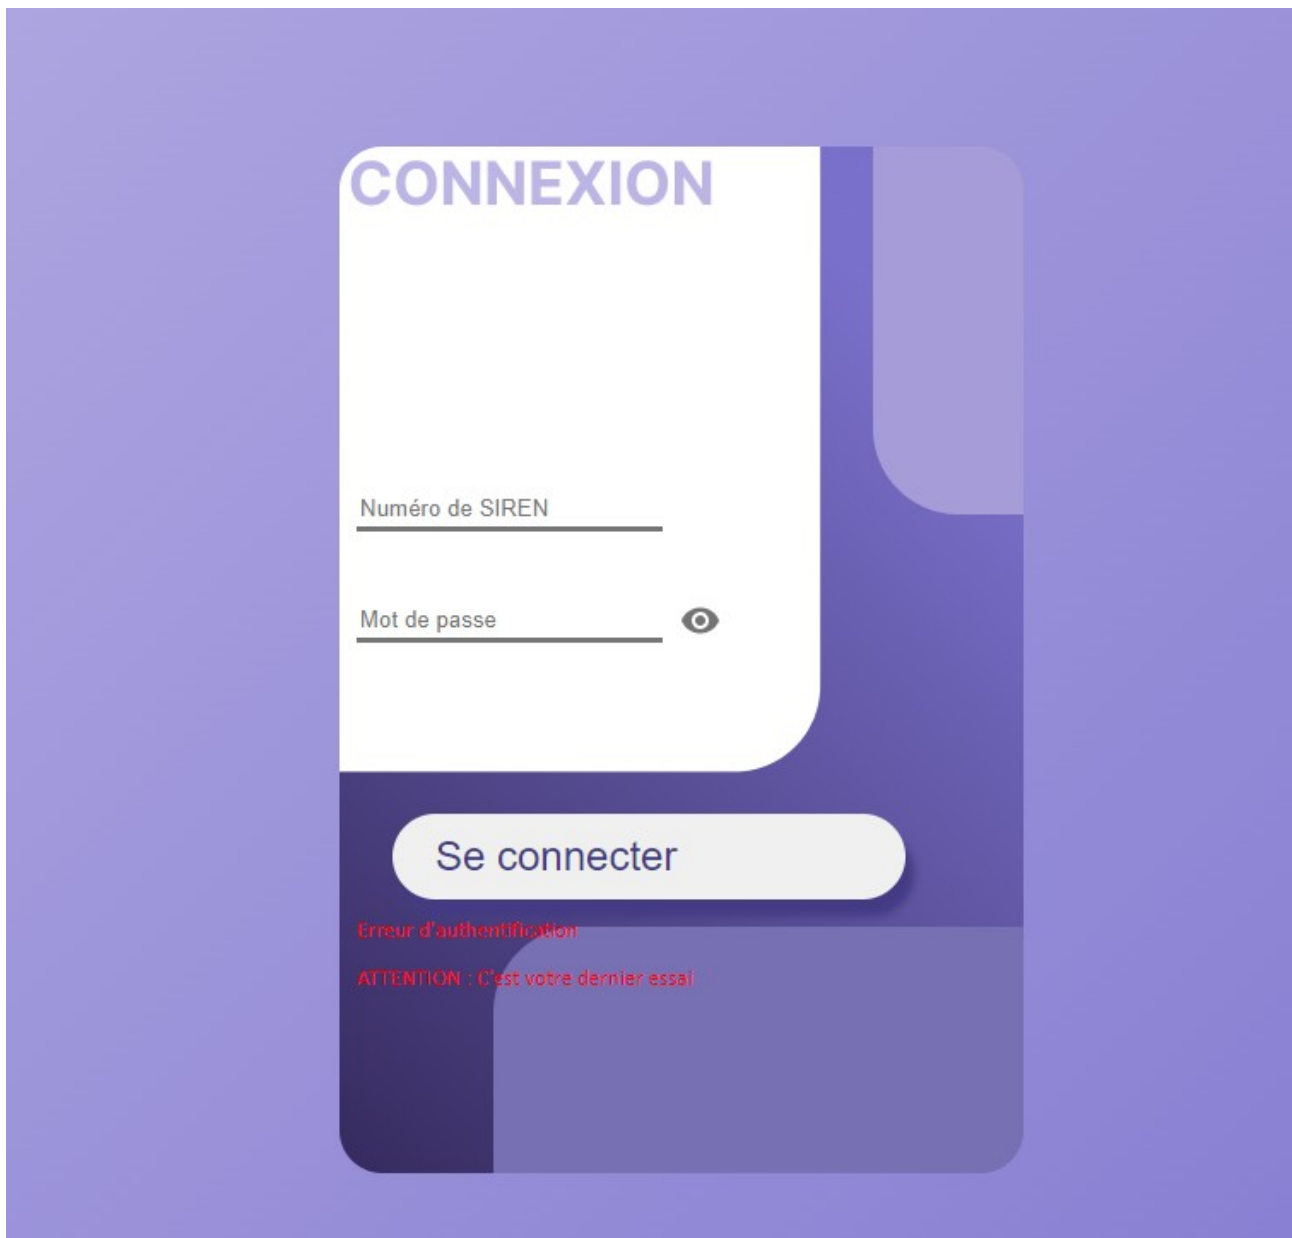 CONNEXION
Numéro de SIREN
Mot de passe
Se connecter
Erreur d'authentification
ATTENTION : C'est votre dernier essai